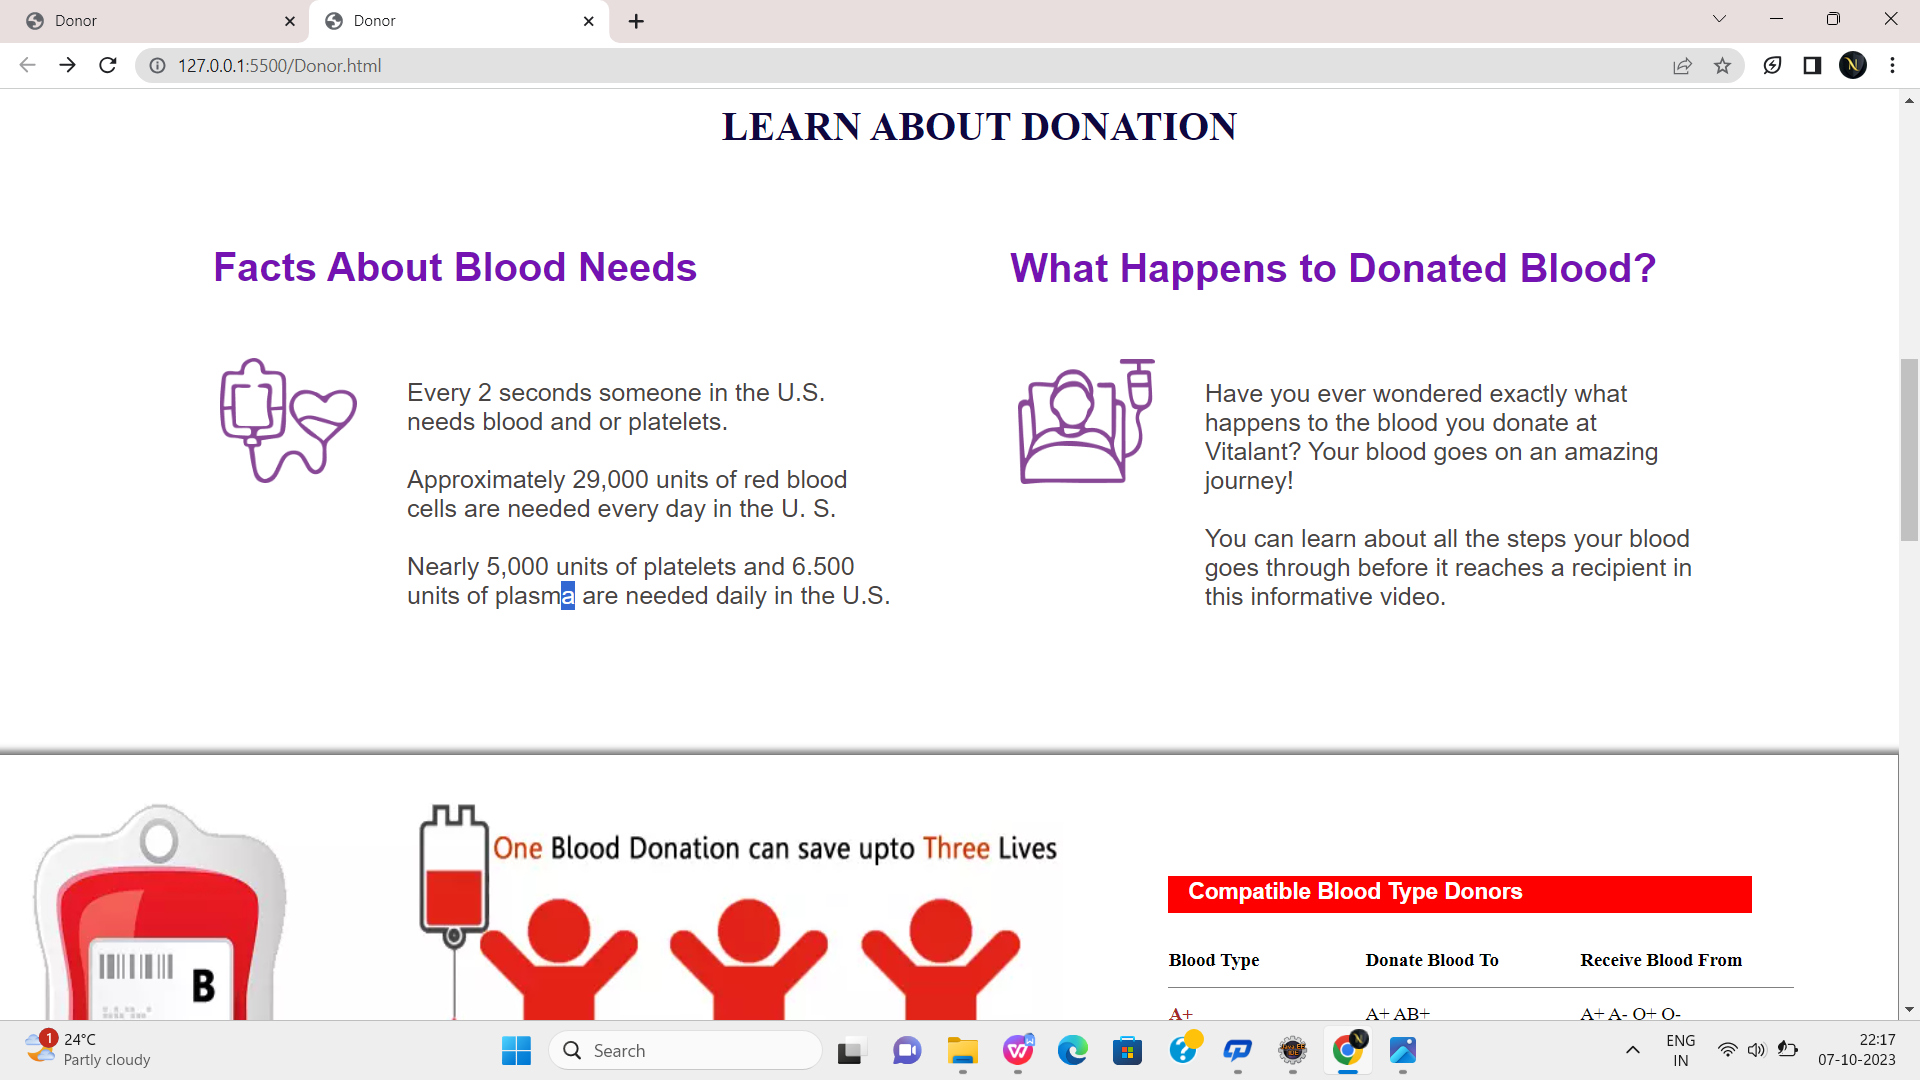 Donor
Donor
127.0.0.1:5500/Donor.html
LEARN ABOUT DONATION
Facts About Blood Needs
Every 2 seconds someone in the U.S.
needs blood and or platelets.
Approximately 29,000 units of red blood
cells are needed every day in the U. S.
Nearly 5,000 units of platelets and 6.500
units of plasma are needed daily in the U.S.
What Happens to Donated Blood?
Have you ever wondered exactly what
happens to the blood you donate at
Vitalant? Your blood goes on an amazing
journey!
You can learn about all the steps your blood
goes through before it reaches a recipient in
this informative video.
B
One Blood Donation can save upto Three Lives
Compatible Blood Type Donors
Blood Type Donate Blood To Receive Blood From
A+ A+ AB+ A+ A- O+ O-
1
24°C
Partly cloudy
Search
ENG
IN
22:17
07-10-2023